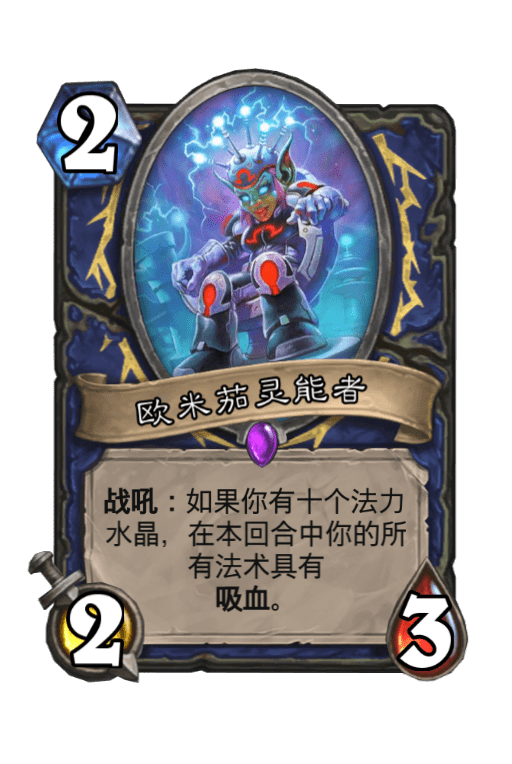 2
欧米茄灵能者
战吼：如果你有十个法力
水晶，在本回合中你的所
有法术具有
吸血。
2
3